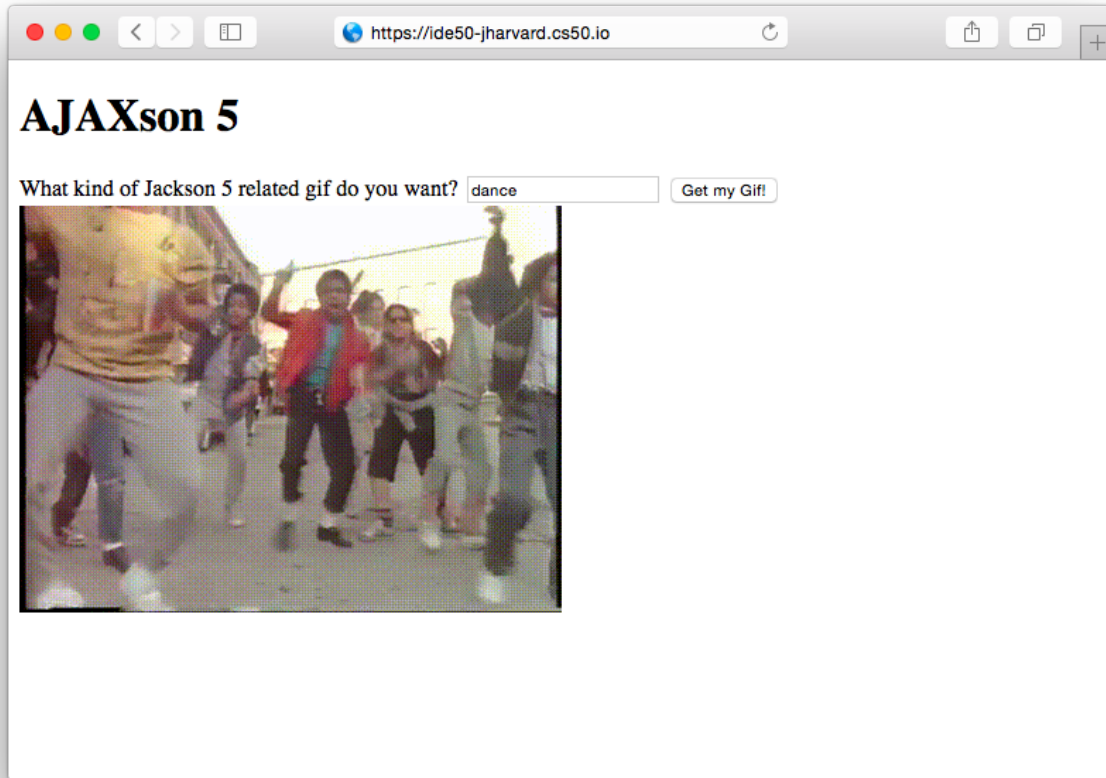 https://ide50-jharvard.cs50.io
AJAXson 5
What kind of Jackson 5 related gif do you want? dance Get my Gif!